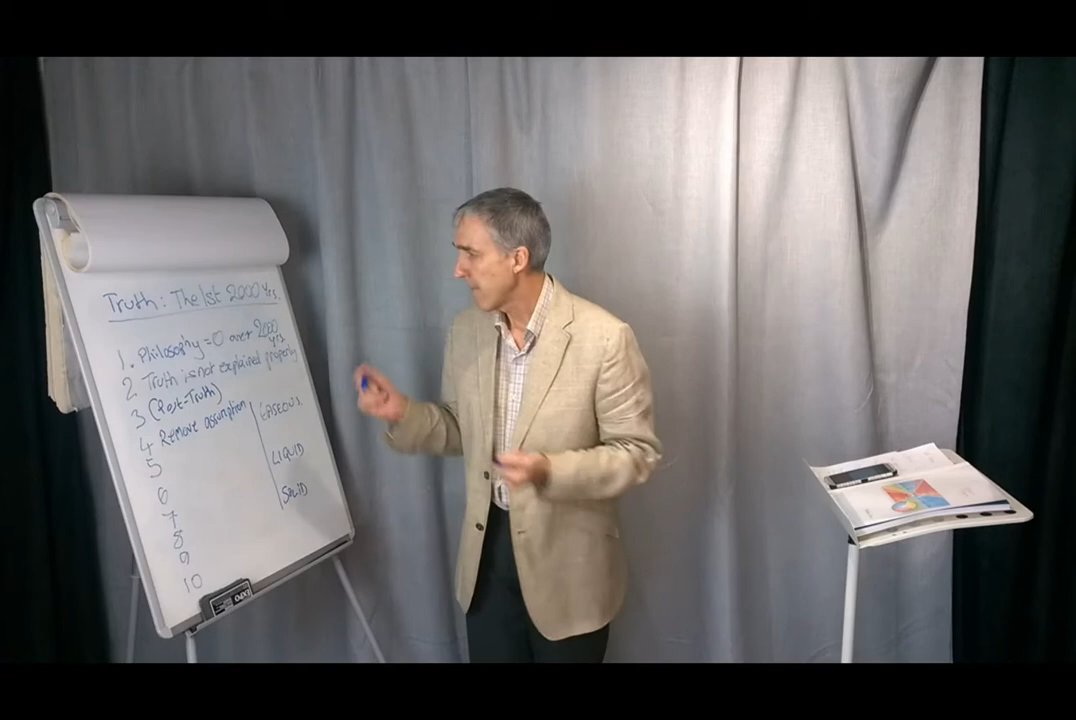 Truth: The 1st 2000 Yrs.
1. Philosophy = 0 over 2000 yrs
2 Truth is not explained properly
3 (Post-Truth)
4 Remove assumption
5
6
7
8
9
10
GASEOUS
LIQUID
SOLID